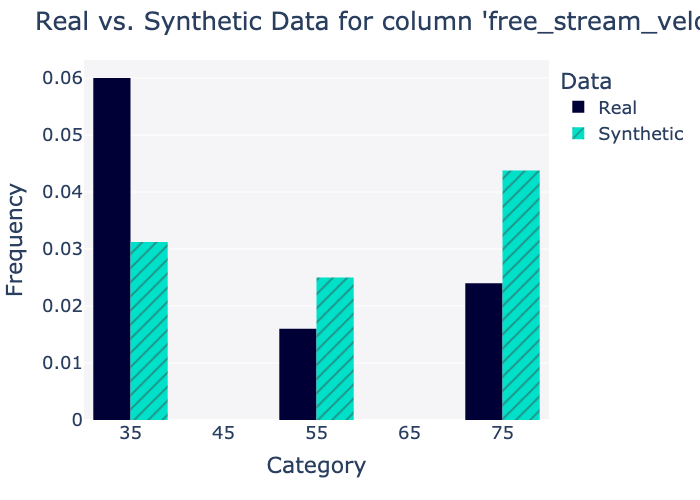 Real vs. Synthetic Data for column 'free_stream_velo
Data
Real
Synthetic
Frequency
0.06
0.05
0.04
0.03
0.02
0.01
0
35 45 55 65 75
Category